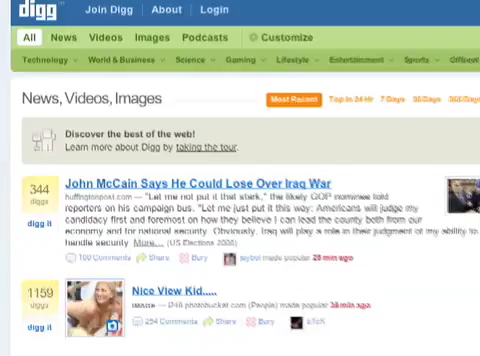 digg
Join Digg About Login
All News Videos Images Podcasts Customize
Technology World & Business Science Gaming Lifestyle Entertainment Sports Offbeat
News, Videos, Images
Most Recent Top in 24 Hr 7 Days 30 Days 365 Days
Discover the best of the web!
Learn more about Digg by taking the tour.
344
diggs
digg it
John McCain Says He Could Lose Over Iraq War
huffingtonpost.com — "Let me not put it that stark," the likely GOP nominee told
reporters on his campaign bus. "Let me just put it this way: Americans will judge my
candidacy first and foremost on how they believe I can lead the county both from our
economy and for national security. Obviously, Iraq will play a role in their judgment of my ability to
handle security More... (US Elections 2008)
100 Comments Share Bury made popular 28 min ago
1159
diggs
digg it
Nice View Kid.....
IMAGE — photobucket.com (People) made popular 38 min ago
254 Comments Share Bury